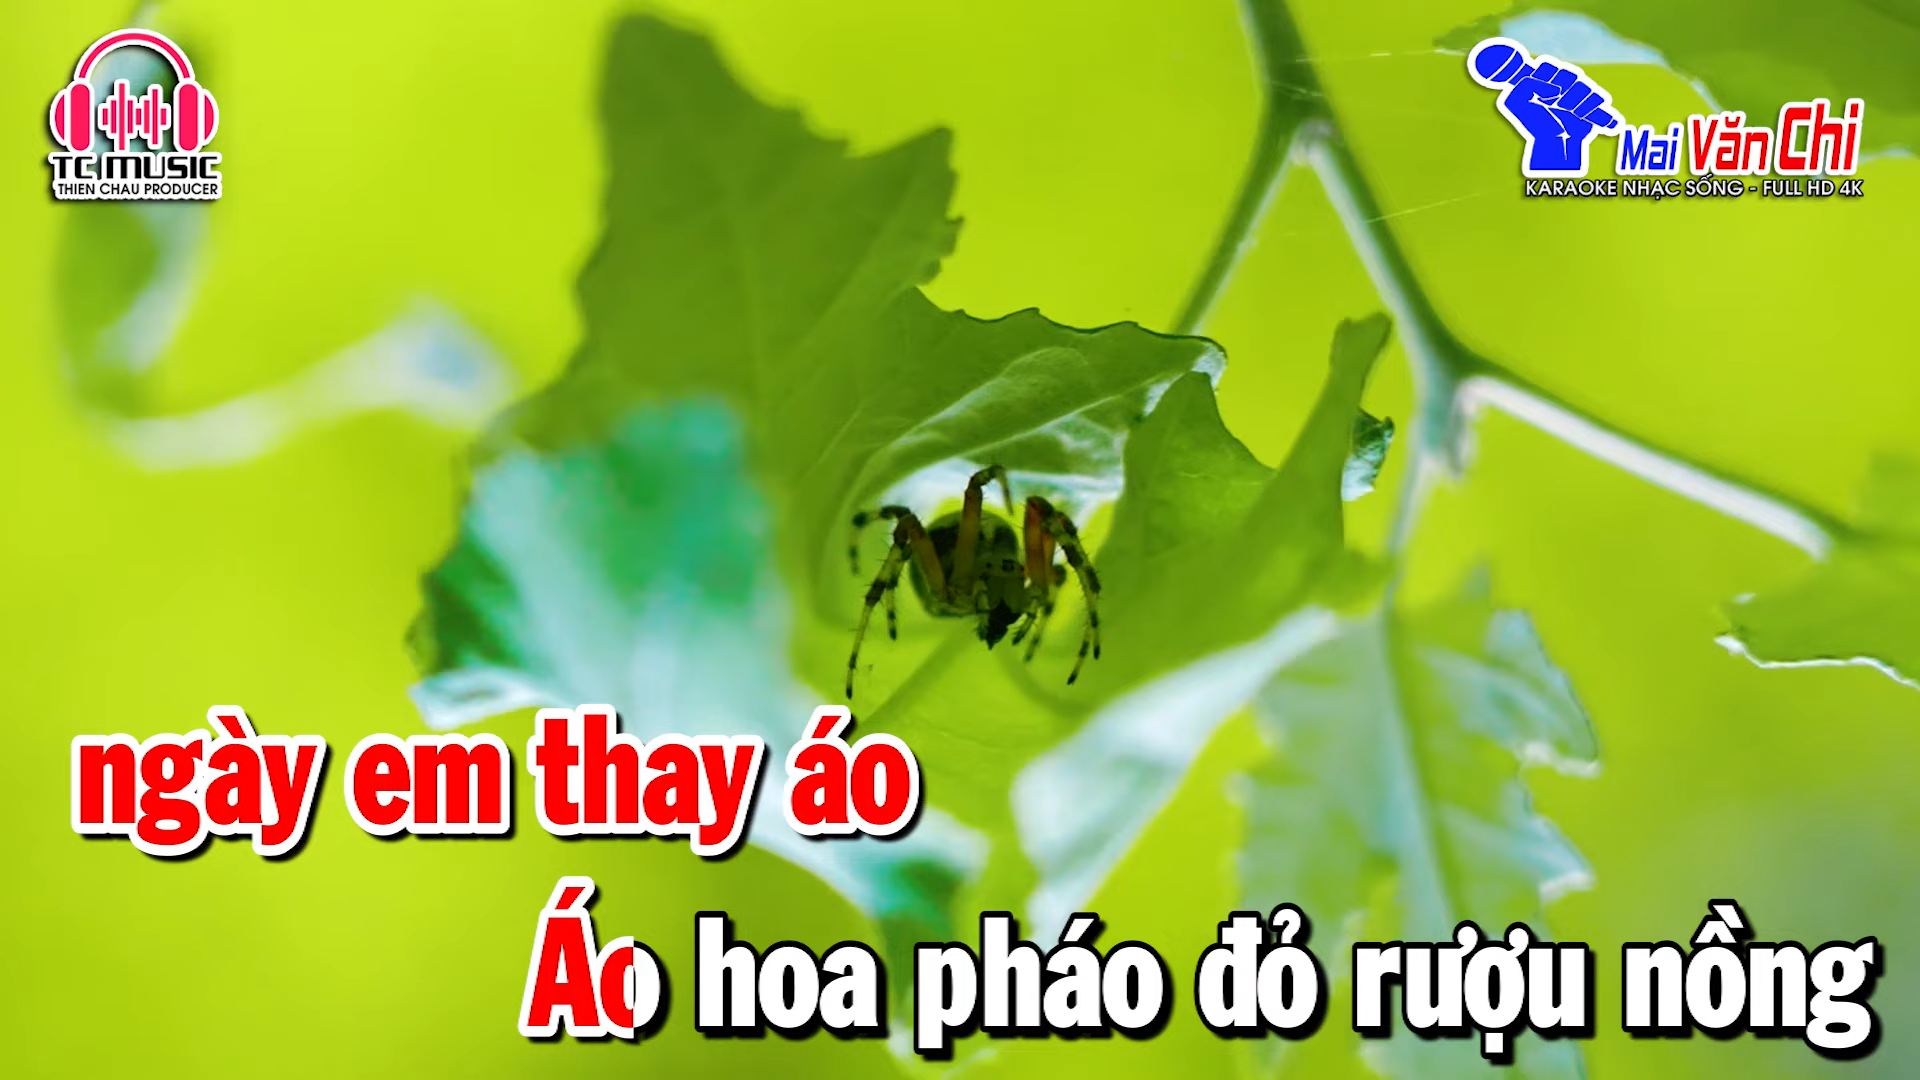 TC MUSIC
THIEN CHAU PRODUCER
Mai Văn Chi
KARAOKE NHẠC SỐNG - FULL HD 4K
ngày em thay áo
Áo hoa pháo đỏ rượu nồng